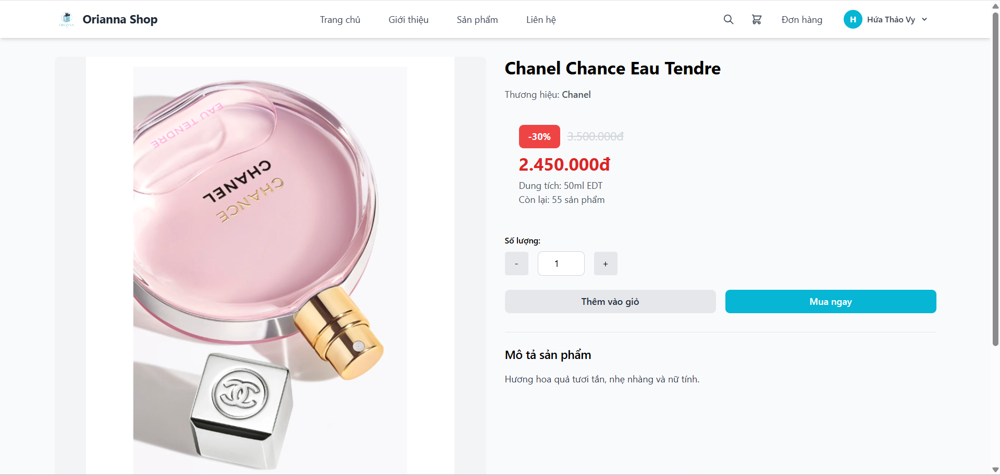 ORIANNA
Orianna Shop
Trang chủ
Giới thiệu
Sản phẩm
Liên hệ
Đơn hàng
H
Hứa Thảo Vy
EAU TENDRE
CHANEL
CHANCE
Chanel Chance Eau Tendre
Thương hiệu: Chanel
-30%
3.500.000đ
2.450.000đ
Dung tích: 50ml EDT
Còn lại: 55 sản phẩm
Số lượng:
-
1
+
Thêm vào giỏ
Mua ngay
Mô tả sản phẩm
Hương hoa quả tươi tắn, nhẹ nhàng và nữ tính.